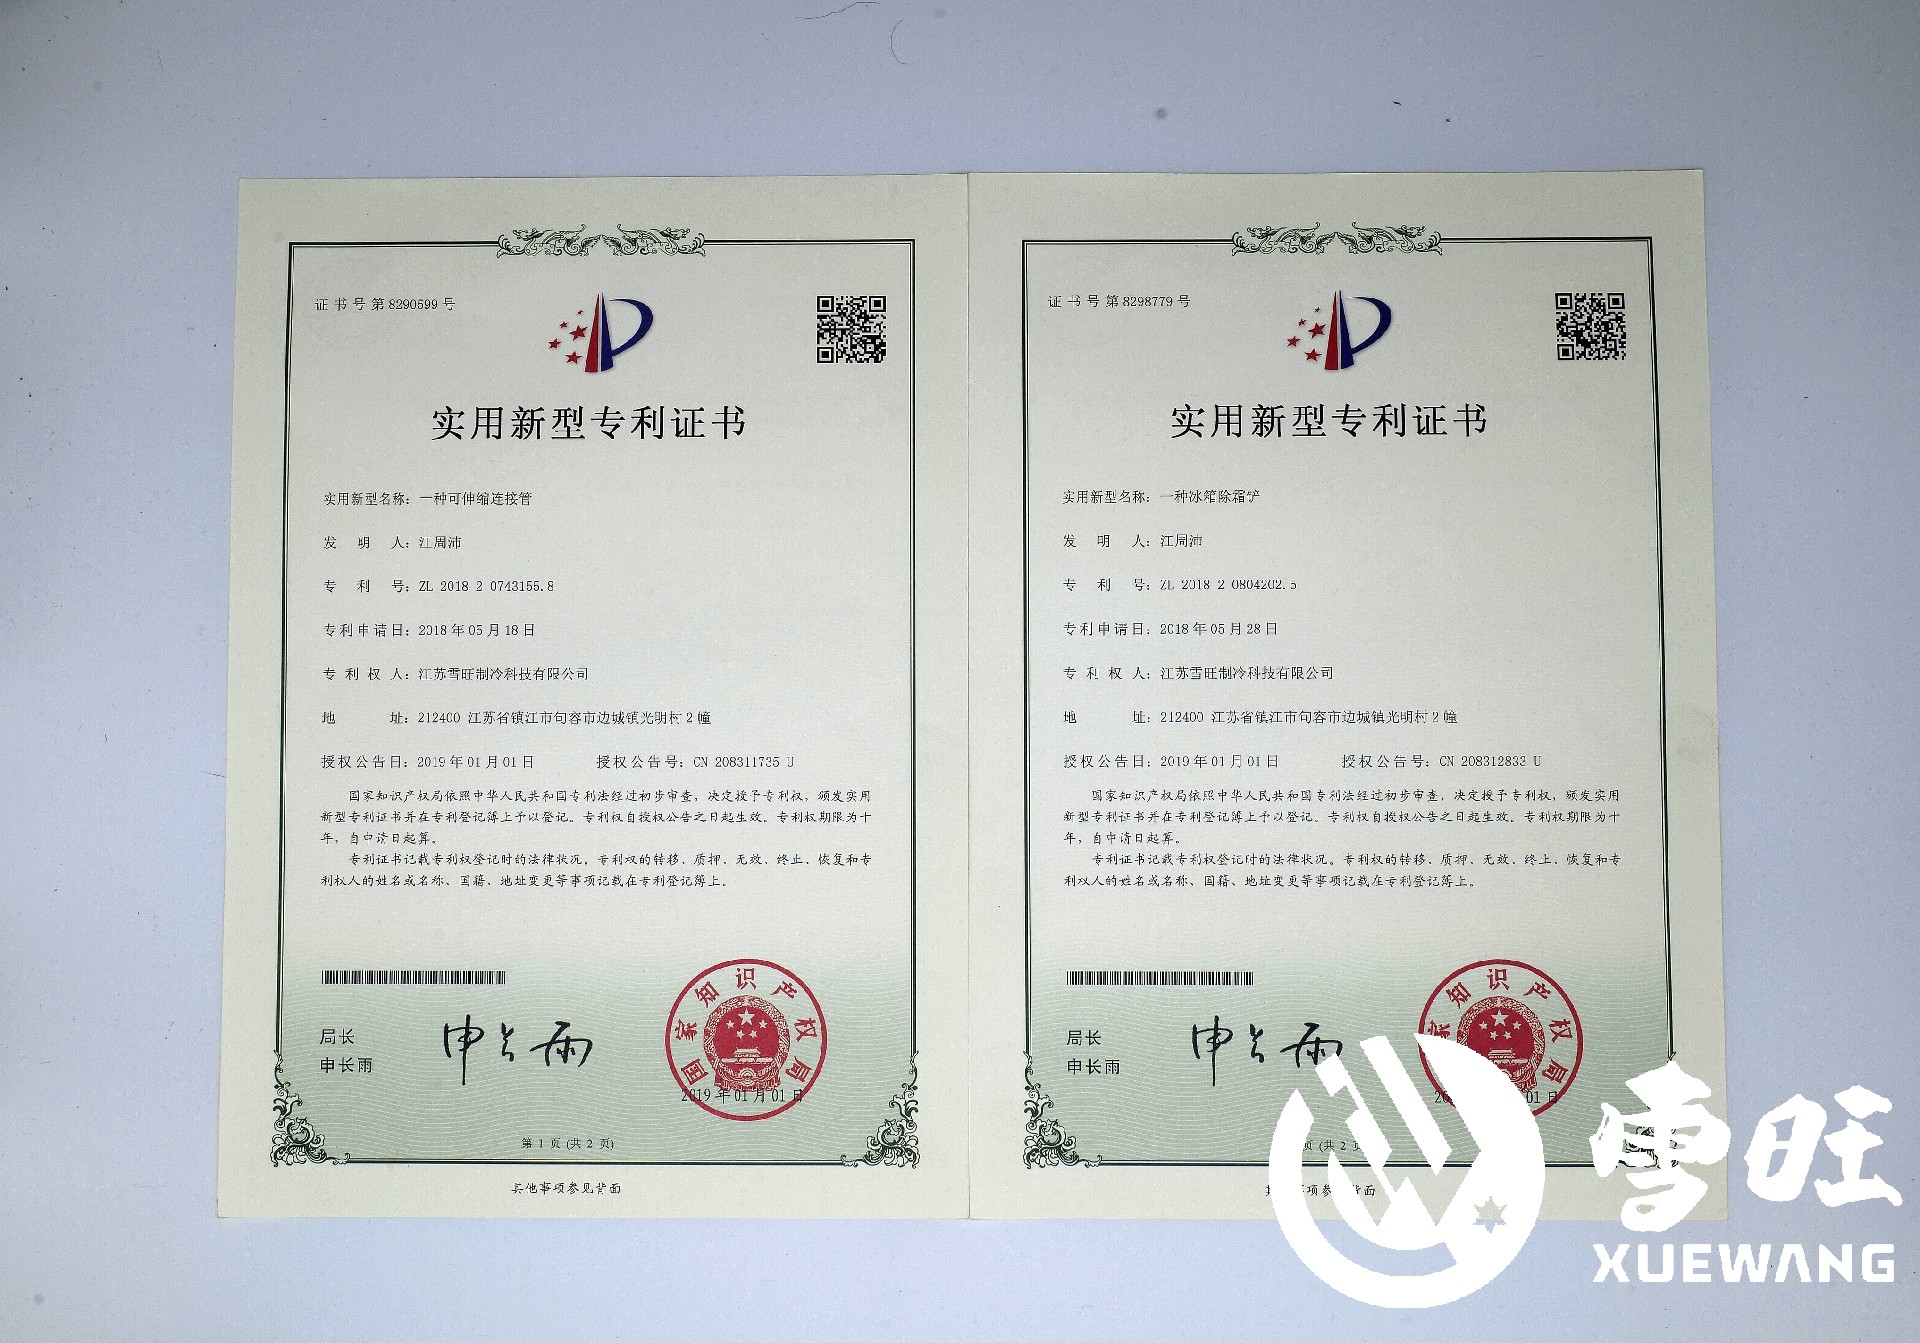 证书号第8290599号
实用新型专利证书
实用新型名称：一种可伸缩连接管
发明人：江周沛
专利号：ZL 2018 2 0743155.8
专利申请日：2018年05月18日
专利权人：江苏雪旺制冷科技有限公司
地址：212400 江苏省镇江市句容市边城镇光明村2幢
授权公告日：2019年01月01日 授权公告号：CN 208311735 U
国家知识产权局依照中华人民共和国专利法经过初步审查，决定授予专利权，颁发实用
新型专利证书并在专利登记簿上予以登记。专利权自授权公告之日起生效。专利权期限为十
年，自申请日起算。
专利证书记载专利权登记时的法律状况。专利权的转移、质押、无效、终止、恢复和专
利权人的姓名或名称、国籍、地址变更等事项记载在专利登记簿上。
局长
申长雨
申长雨
国家知识产权局
2019年01月01日
第1页(共2页)
其他事项参见背面
证书号第8298779号
实用新型专利证书
实用新型名称：一种冰箱除霜铲
发明人：江周沛
专利号：ZL 2018 2 0804202.5
专利申请日：2018年05月28日
专利权人：江苏雪旺制冷科技有限公司
地址：212400 江苏省镇江市句容市边城镇光明村2幢
授权公告日：2019年01月01日 授权公告号：CN 208312833 U
国家知识产权局依照中华人民共和国专利法经过初步审查，决定授予专利权，颁发实用
新型专利证书并在专利登记簿上予以登记。专利权自授权公告之日起生效。专利权期限为十
年，自申请日起算。
专利证书记载专利权登记时的法律状况。专利权的转移、质押、无效、终止、恢复和专
利权人的姓名或名称、国籍、地址变更等事项记载在专利登记簿上。
局长
申长雨
申长雨
家知识产权局
01日
页(共2
项参 背面
雪旺
XUEWANG